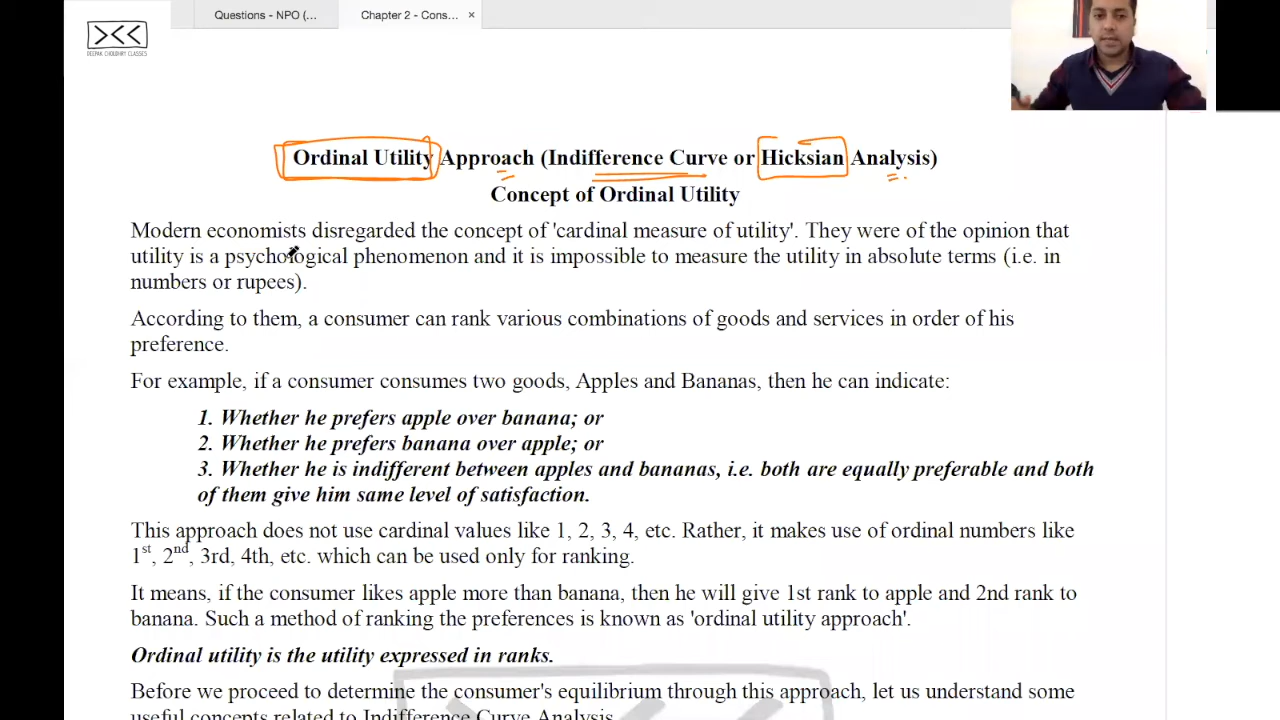 Questions - NPO (...
Chapter 2 - Cons...
DEEPAK CHOUDHRY CLASSES
Ordinal Utility Approach (Indifference Curve or Hicksian Analysis)
Concept of Ordinal Utility
Modern economists disregarded the concept of 'cardinal measure of utility'. They were of the opinion that
utility is a psychological phenomenon and it is impossible to measure the utility in absolute terms (i.e. in
numbers or rupees).
According to them, a consumer can rank various combinations of goods and services in order of his
preference.
For example, if a consumer consumes two goods, Apples and Bananas, then he can indicate:
1. Whether he prefers apple over banana; or
2. Whether he prefers banana over apple; or
3. Whether he is indifferent between apples and bananas, i.e. both are equally preferable and both
of them give him same level of satisfaction.
This approach does not use cardinal values like 1, 2, 3, 4, etc. Rather, it makes use of ordinal numbers like
1st, 2nd, 3rd, 4th, etc. which can be used only for ranking.
It means, if the consumer likes apple more than banana, then he will give 1st rank to apple and 2nd rank to
banana. Such a method of ranking the preferences is known as 'ordinal utility approach'.
Ordinal utility is the utility expressed in ranks.
Before we proceed to determine the consumer's equilibrium through this approach, let us understand some
useful concepts related to Indifference Curve Analysis.